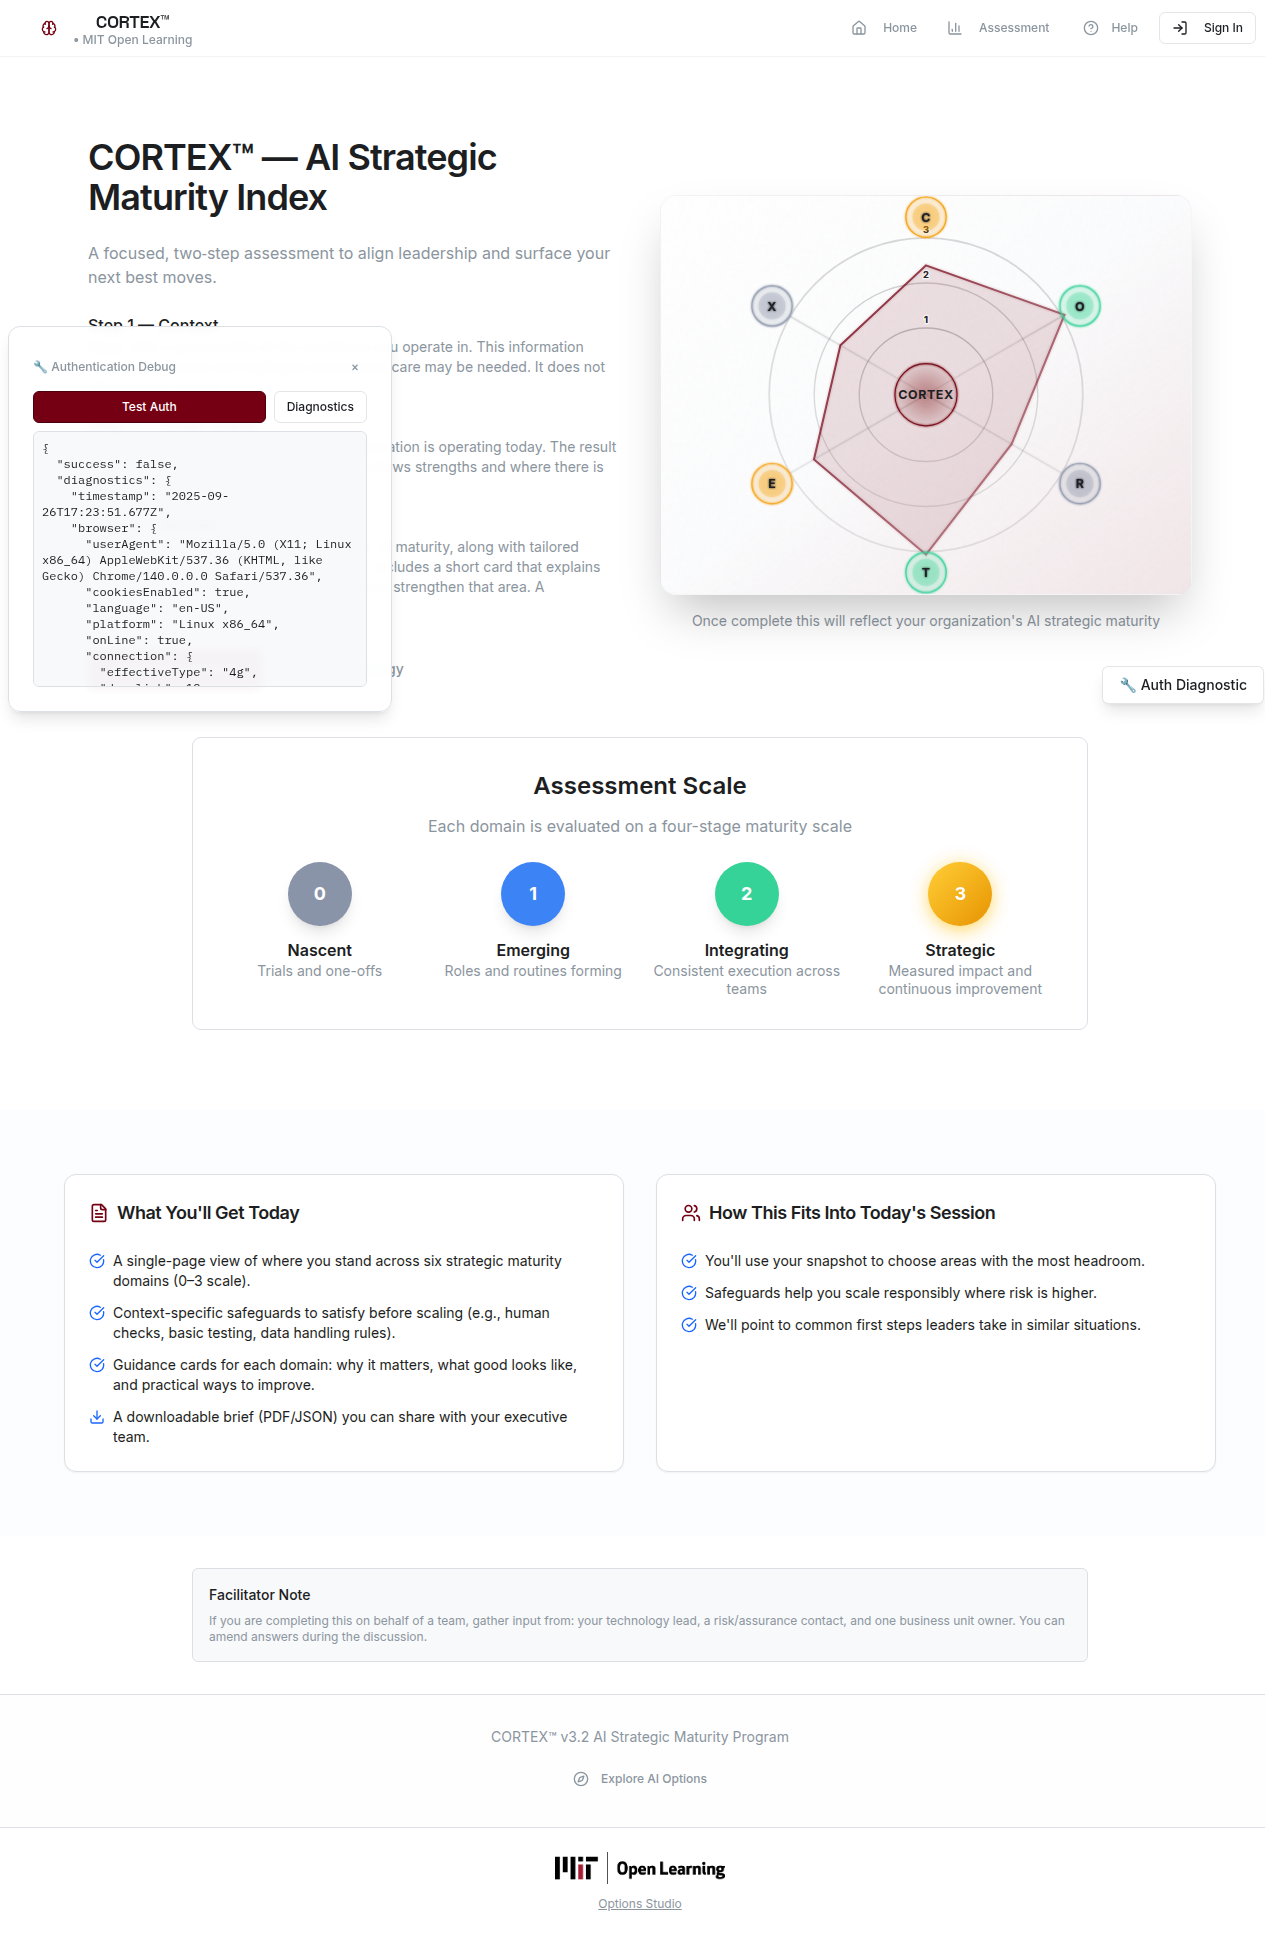 CORTEX™
• MIT Open Learning
Home
Assessment
Help
Sign In
CORTEX™ — AI Strategic
Maturity Index
A focused, two-step assessment to align leadership and surface your
next best moves.
Step 1 — Context
u operate in. This information
care may be needed. It does not
ation is operating today. The result
ws strengths and where there is
maturity, along with tailored
cludes a short card that explains
strengthen that area. A
gy
🔧 Authentication Debug
×
Test Auth
Diagnostics
{
"success": false,
"diagnostics": {
"timestamp": "2025-09-
26T17:23:51.677Z",
"browser": {
"userAgent": "Mozilla/5.0 (X11; Linux
x86_64) AppleWebKit/537.36 (KHTML, like
Gecko) Chrome/140.0.0.0 Safari/537.36",
"cookiesEnabled": true,
"language": "en-US",
"platform": "Linux x86_64",
"onLine": true,
"connection": {
"effectiveType": "4g",
C
3
2
1
X
O
CORTEX
E
R
T
Once complete this will reflect your organization's AI strategic maturity
🔧 Auth Diagnostic
Assessment Scale
Each domain is evaluated on a four-stage maturity scale
0
Nascent
Trials and one-offs
1
Emerging
Roles and routines forming
2
Integrating
Consistent execution across
teams
3
Strategic
Measured impact and
continuous improvement
What You'll Get Today
A single-page view of where you stand across six strategic maturity
domains (0–3 scale).
Context-specific safeguards to satisfy before scaling (e.g., human
checks, basic testing, data handling rules).
Guidance cards for each domain: why it matters, what good looks like,
and practical ways to improve.
A downloadable brief (PDF/JSON) you can share with your executive
team.
How This Fits Into Today's Session
You'll use your snapshot to choose areas with the most headroom.
Safeguards help you scale responsibly where risk is higher.
We'll point to common first steps leaders take in similar situations.
Facilitator Note
If you are completing this on behalf of a team, gather input from: your technology lead, a risk/assurance contact, and one business unit owner. You can
amend answers during the discussion.
CORTEX™ v3.2 AI Strategic Maturity Program
Explore AI Options
MIT Open Learning
Options Studio